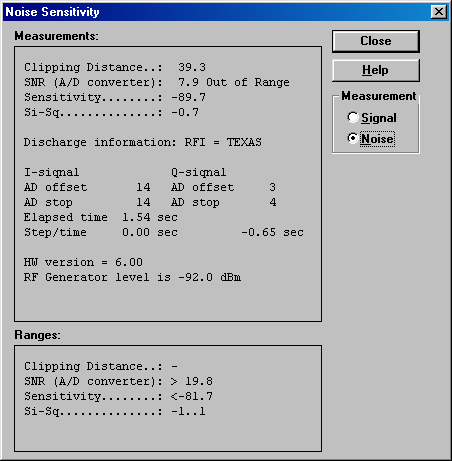 Noise Sensitivity
Measurements:
Clipping Distance..: 39.3
SNR (A/D converter): 7.9 Out of Range
Sensitivity........: -89.7
Si-Sq..............: -0.7
Discharge information: RFI = TEXAS
I-signal Q-signal
AD offset 14 AD offset 3
AD stop 14 AD stop 4
Elapsed time 1.54 sec
Step/time 0.00 sec -0.65 sec
HW version = 6.00
RF Generator level is -92.0 dBm
Ranges:
Clipping Distance..: -
SNR (A/D converter): > 19.8
Sensitivity........: <-81.7
Si-Sq..............: -1..1
Close
Help
Measurement
Signal
Noise